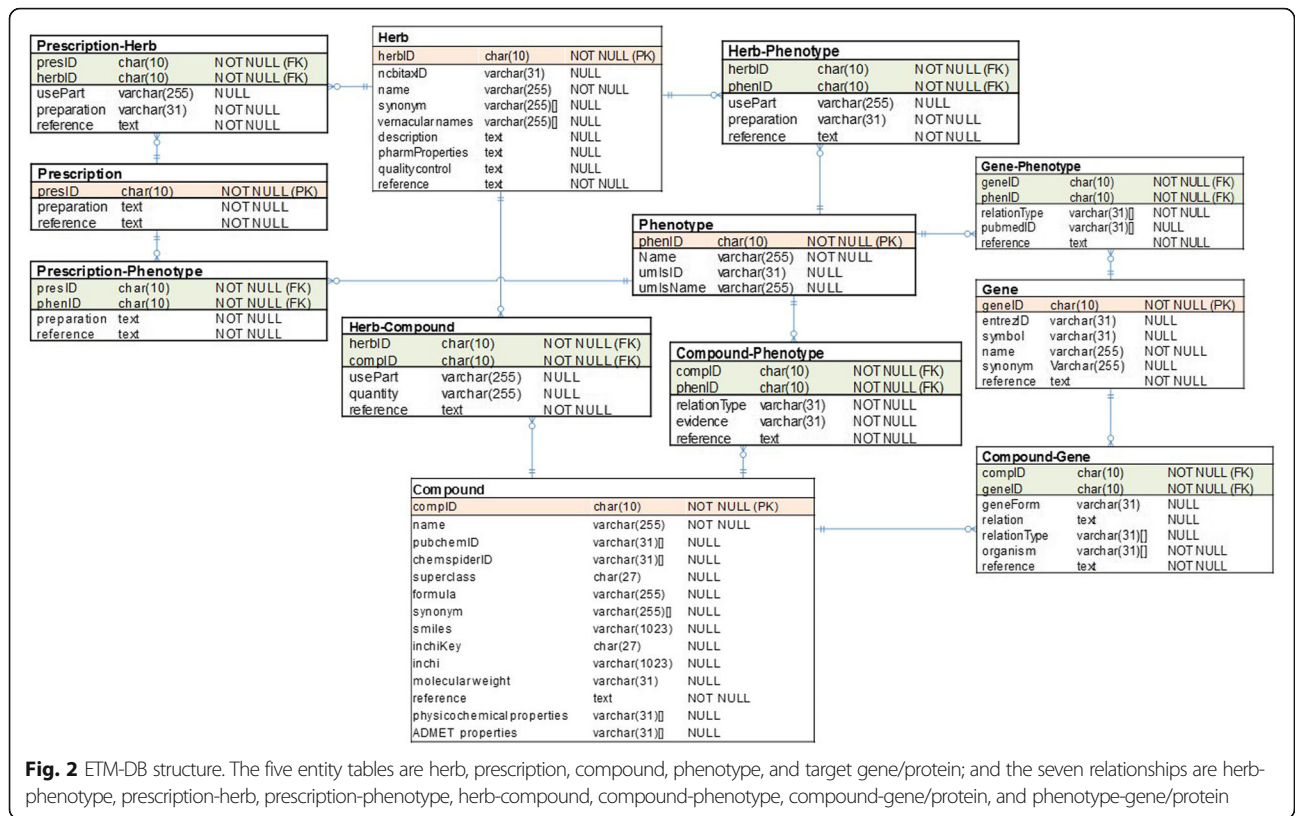 Prescription-Herb
presID char(10) NOT NULL (FK)
herbID char(10) NOT NULL (FK)
usePart varchar(255) NULL
preparation varchar(31) NOT NULL
reference text NOT NULL
Herb
herbID char(10) NOT NULL (PK)
ncbitaxID varchar(31) NULL
name varchar(255) NOT NULL
synonym varchar(255)[] NULL
vernacular names varchar(255)[] NULL
description text NULL
pharmProperties text NULL
quality control text NULL
reference text NOT NULL
Herb-Phenotype
herbID char(10) NOT NULL (FK)
phenID char(10) NOT NULL (FK)
usePart varchar(255) NULL
preparation varchar(31) NOT NULL
reference text NOT NULL
Prescription
presID char(10) NOT NULL (PK)
preparation text NOT NULL
reference text NOT NULL
Gene-Phenotype
geneID char(10) NOT NULL (FK)
phenID char(10) NOT NULL (FK)
relationType varchar(31)[] NOT NULL
pubmedID varchar(31)[] NULL
reference text NOT NULL
Phenotype
phenID char(10) NOT NULL (PK)
Name varchar(255) NOT NULL
umlsID varchar(31) NULL
umlsName varchar(255) NULL
Prescription-Phenotype
presID char(10) NOT NULL (FK)
phenID char(10) NOT NULL (FK)
preparation text NOT NULL
reference text NOT NULL
Gene
geneID char(10) NOT NULL (PK)
entrezID varchar(31) NULL
symbol varchar(31) NULL
name varchar(255) NOT NULL
synonym Varchar(255) NULL
reference text NOT NULL
Herb-Compound
herbID char(10) NOT NULL (FK)
compID char(10) NOT NULL (FK)
usePart varchar(255) NULL
quantity varchar(255) NULL
reference text NOT NULL
Compound-Phenotype
compID char(10) NOT NULL (FK)
phenID char(10) NOT NULL (FK)
relationType varchar(31) NOT NULL
evidence varchar(31) NOT NULL
reference text NOT NULL
Compound-Gene
compID char(10) NOT NULL (FK)
geneID char(10) NOT NULL (FK)
geneForm varchar(31) NULL
relation text NULL
relationType varchar(31)[] NULL
organism varchar(31)[] NOT NULL
reference text NOT NULL
Compound
compID char(10) NOT NULL (PK)
name varchar(255) NOT NULL
pubchemID varchar(31)[] NULL
chemspiderID varchar(31)[] NULL
superclass char(27) NULL
formula varchar(255) NULL
synonym varchar(255)[] NULL
smiles varchar(1023) NULL
inchiKey char(27) NULL
inchi varchar(1023) NULL
molecular weight varchar(31) NULL
reference text NOT NULL
physicochemical properties varchar(31)[] NULL
ADMET properties varchar(31)[] NULL
Fig. 2 ETM-DB structure. The five entity tables are herb, prescription, compound, phenotype, and target gene/protein; and the seven relationships are herb-
phenotype, prescription-herb, prescription-phenotype, herb-compound, compound-phenotype, compound-gene/protein, and phenotype-gene/protein